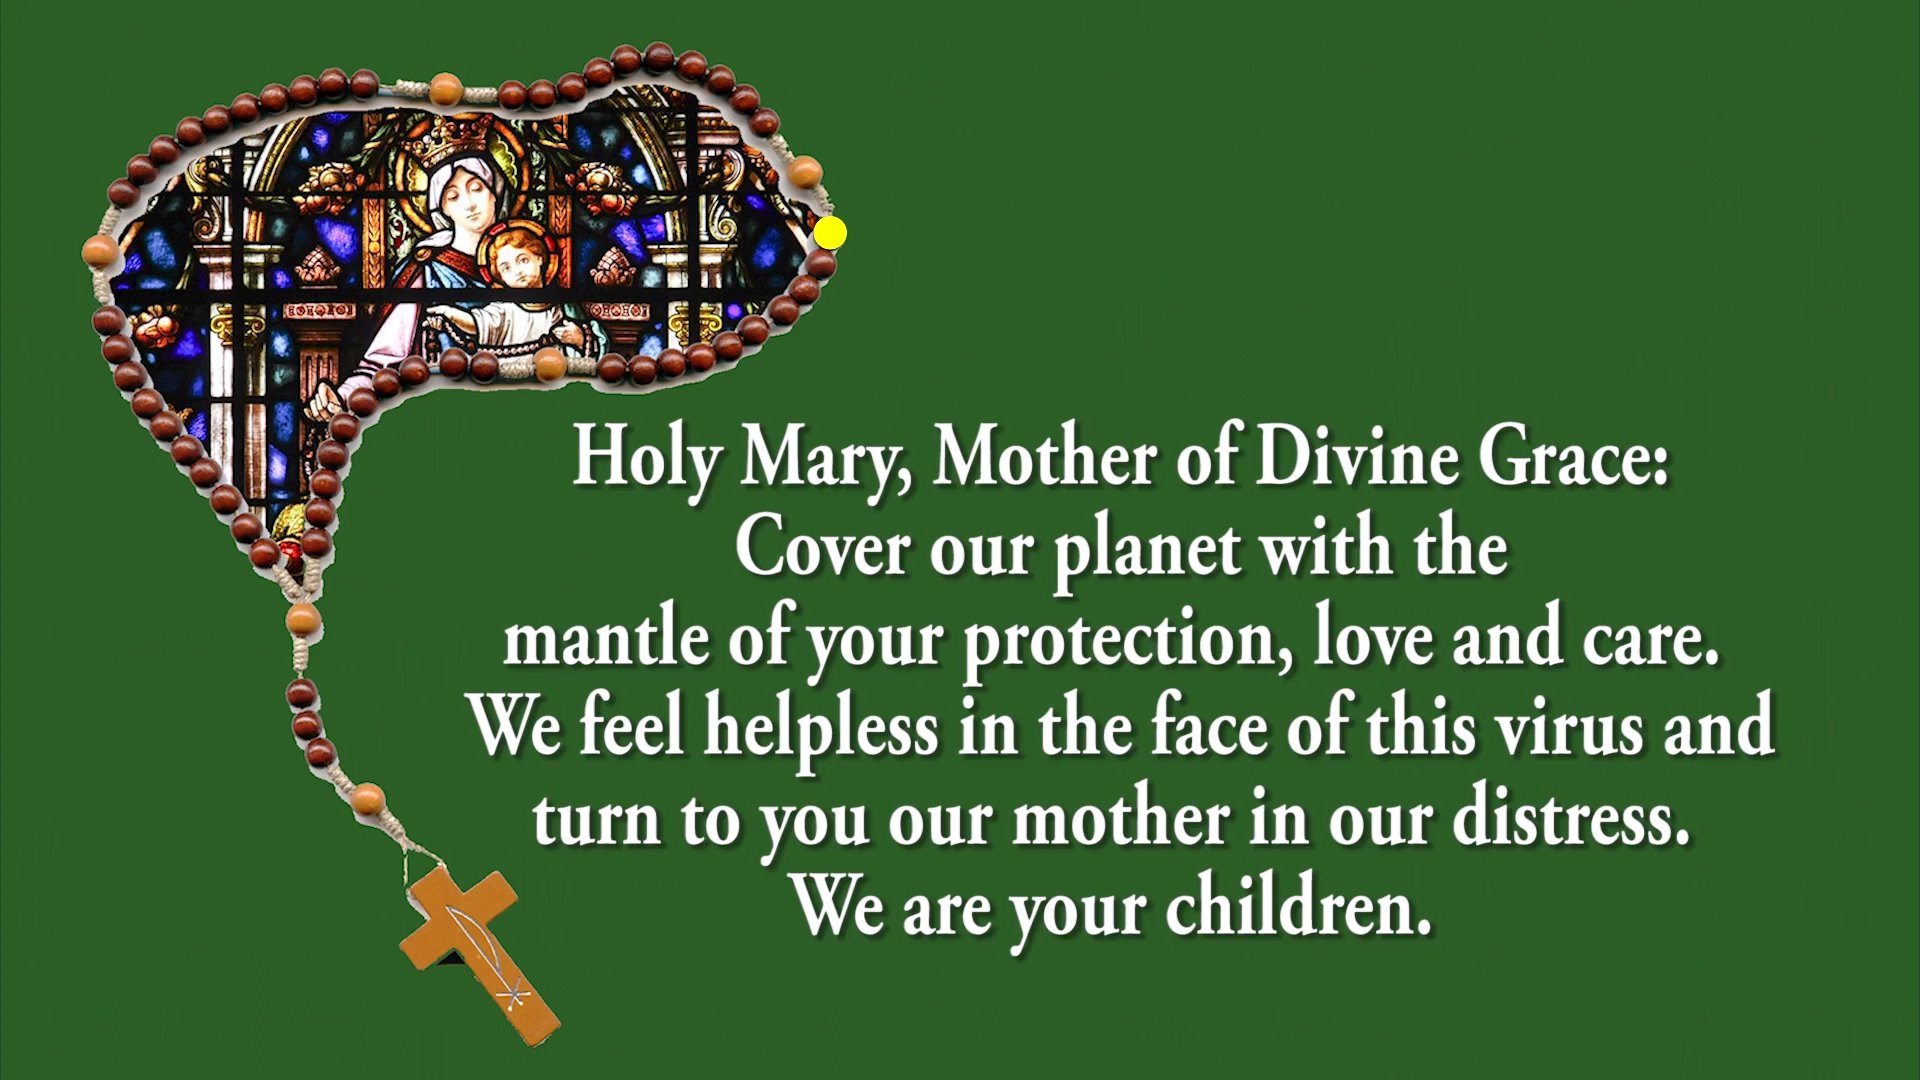 Holy Mary, Mother of Divine Grace:
Cover our planet with the
mantle of your protection, love and care.
We feel helpless in the face of this virus and
turn to you our mother in our distress.
We are your children.